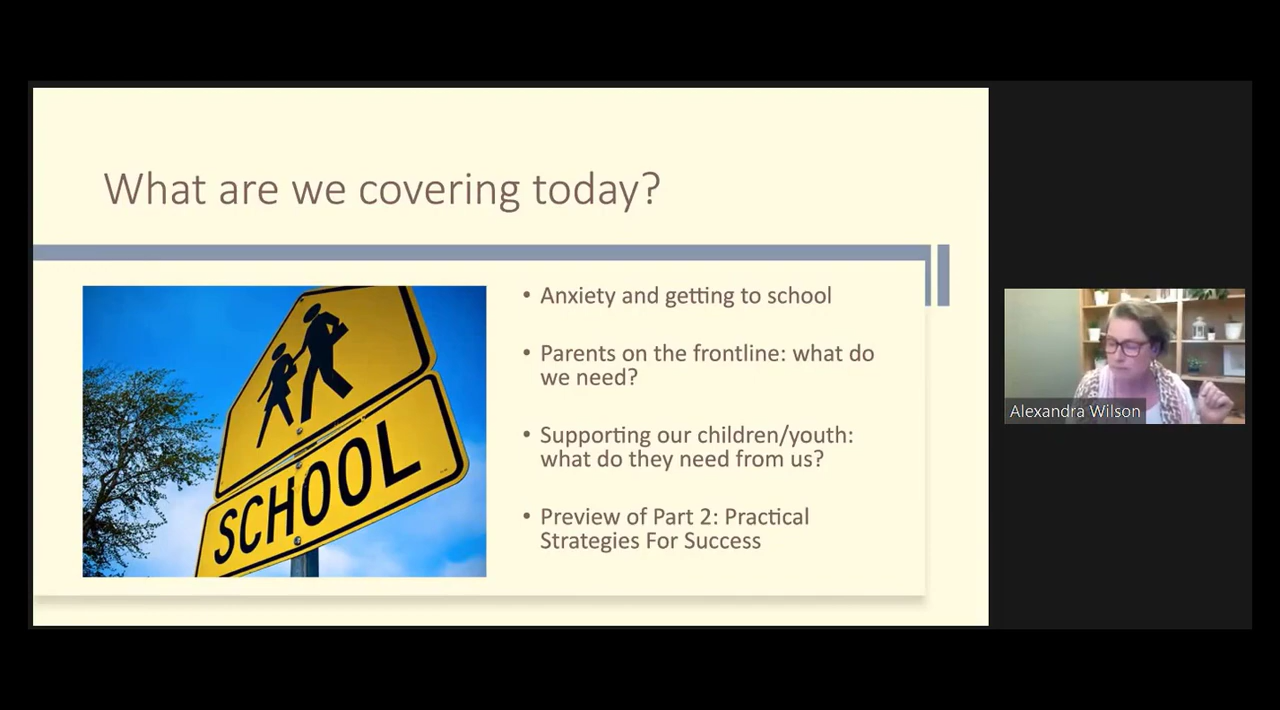 What are we covering today?
• Anxiety and getting to school
• Parents on the frontline: what do
we need?
• Supporting our children/youth:
what do they need from us?
• Preview of Part 2: Practical
Strategies For Success
SCHOOL
Alexandra Wilson